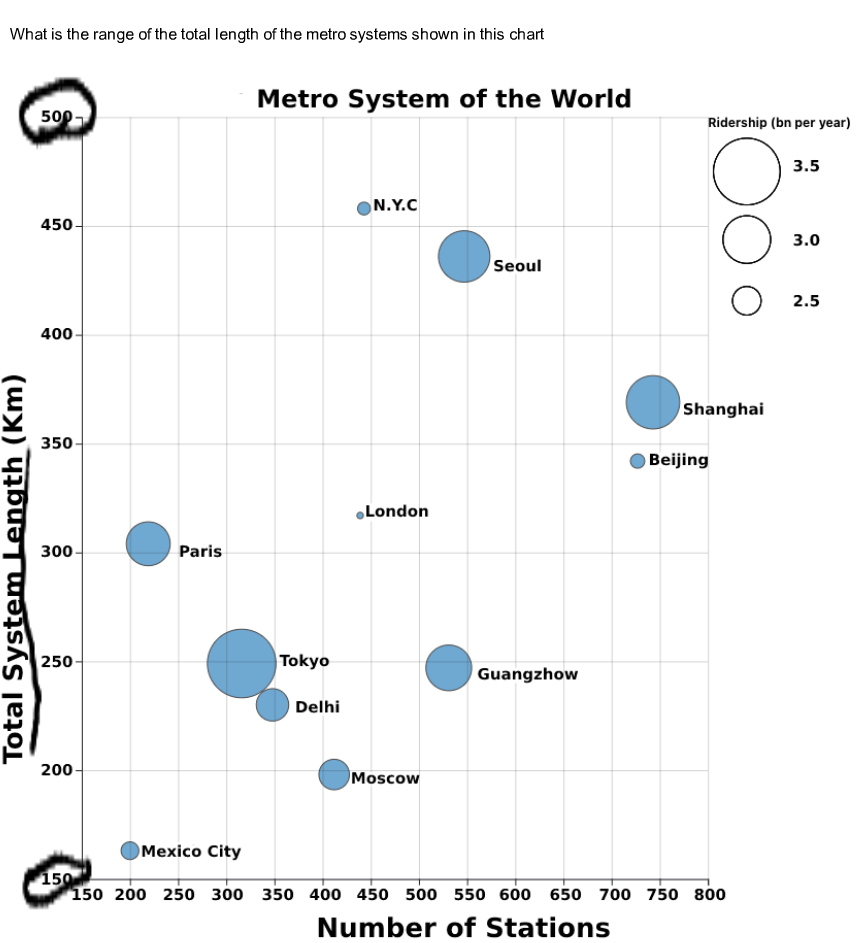 What is the range of the total length of the metro systems shown in this chart
Metro System of the World
Ridership (bn per year)
3.5
3.0
2.5
Total System Length (Km)
500
450
400
350
300
250
200
150
N.Y.C
Seoul
Shanghai
Beijing
London
Paris
Tokyo
Guangzhow
Delhi
Moscow
Mexico City
150 200 250 300 350 400 450 500 550 600 650 700 750 800
Number of Stations